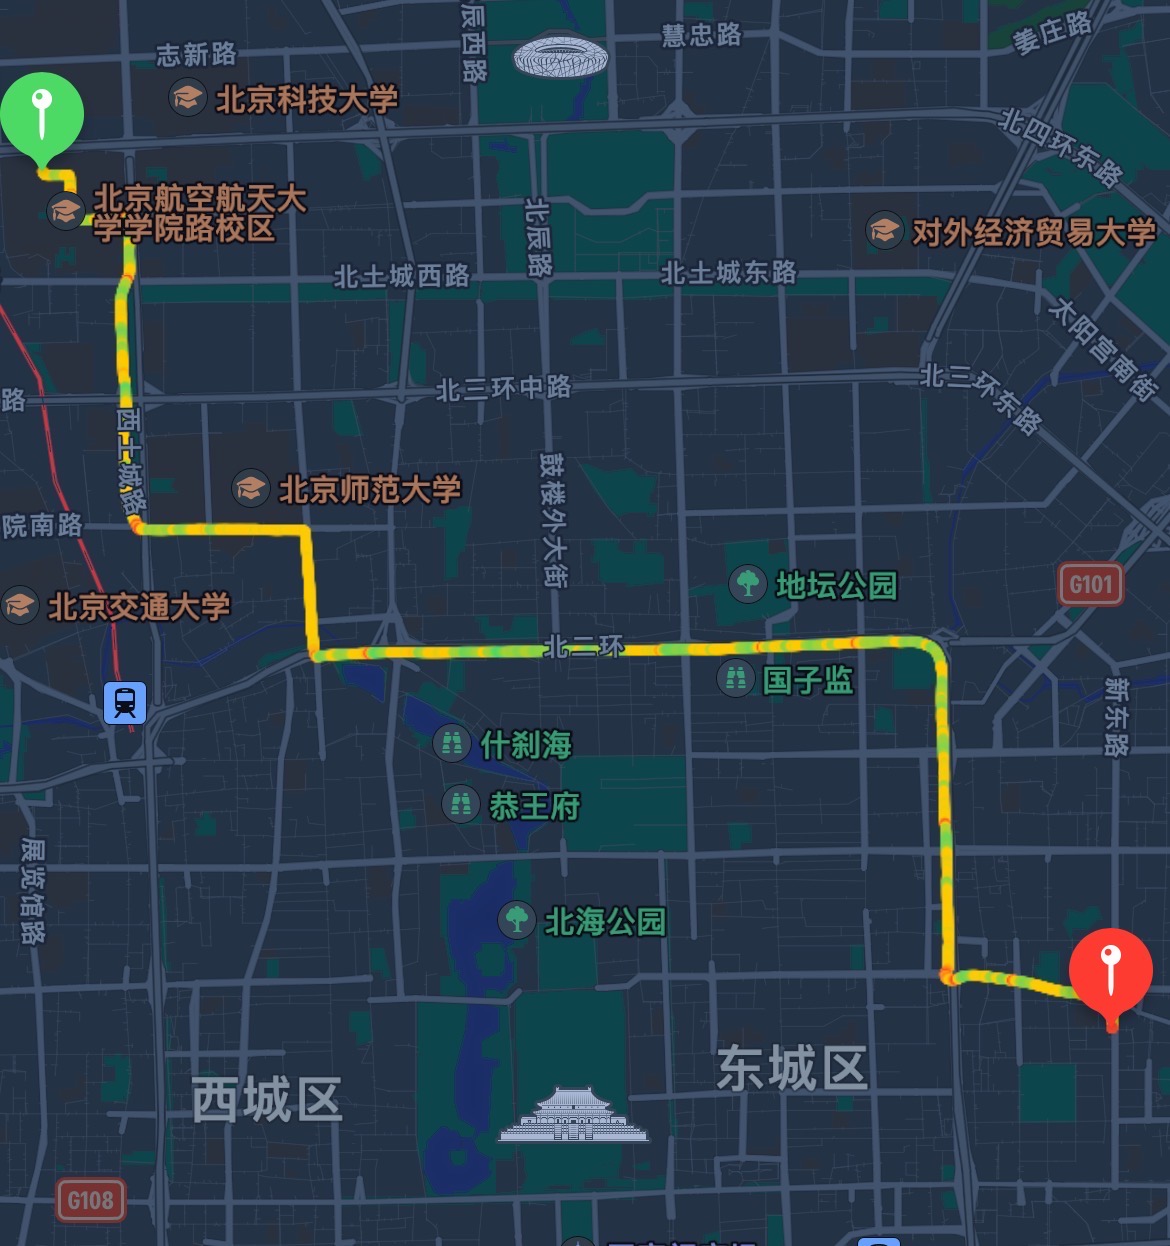 辰西路
志新路
慧忠路
姜庄路
北京科技大学
北四环东路
北京航空航天大
学学院路校区
北辰路
对外经济贸易大学
北土城西路
北土城东路
太阳宫南街
路
北三环中路
北三环东路
西土城路
鼓楼外大街
北京师范大学
院南路
地坛公园
G101
北京交通大学
北二环
国子监
新东路
什刹海
恭王府
展览馆路
北海公园
东城区
西城区
G108